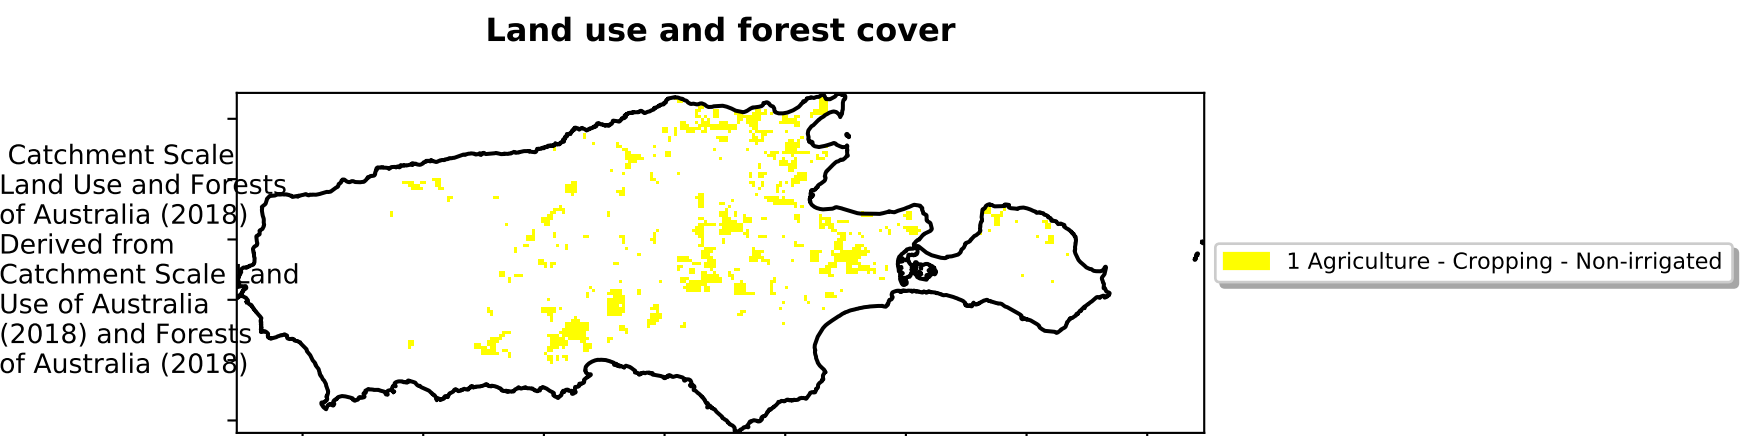 Land use and forest cover
Catchment Scale
Land Use and Forests
of Australia (2018)
Derived from
Catchment Scale Land
Use of Australia
(2018) and Forests
of Australia (2018)
1 Agriculture - Cropping - Non-irrigated